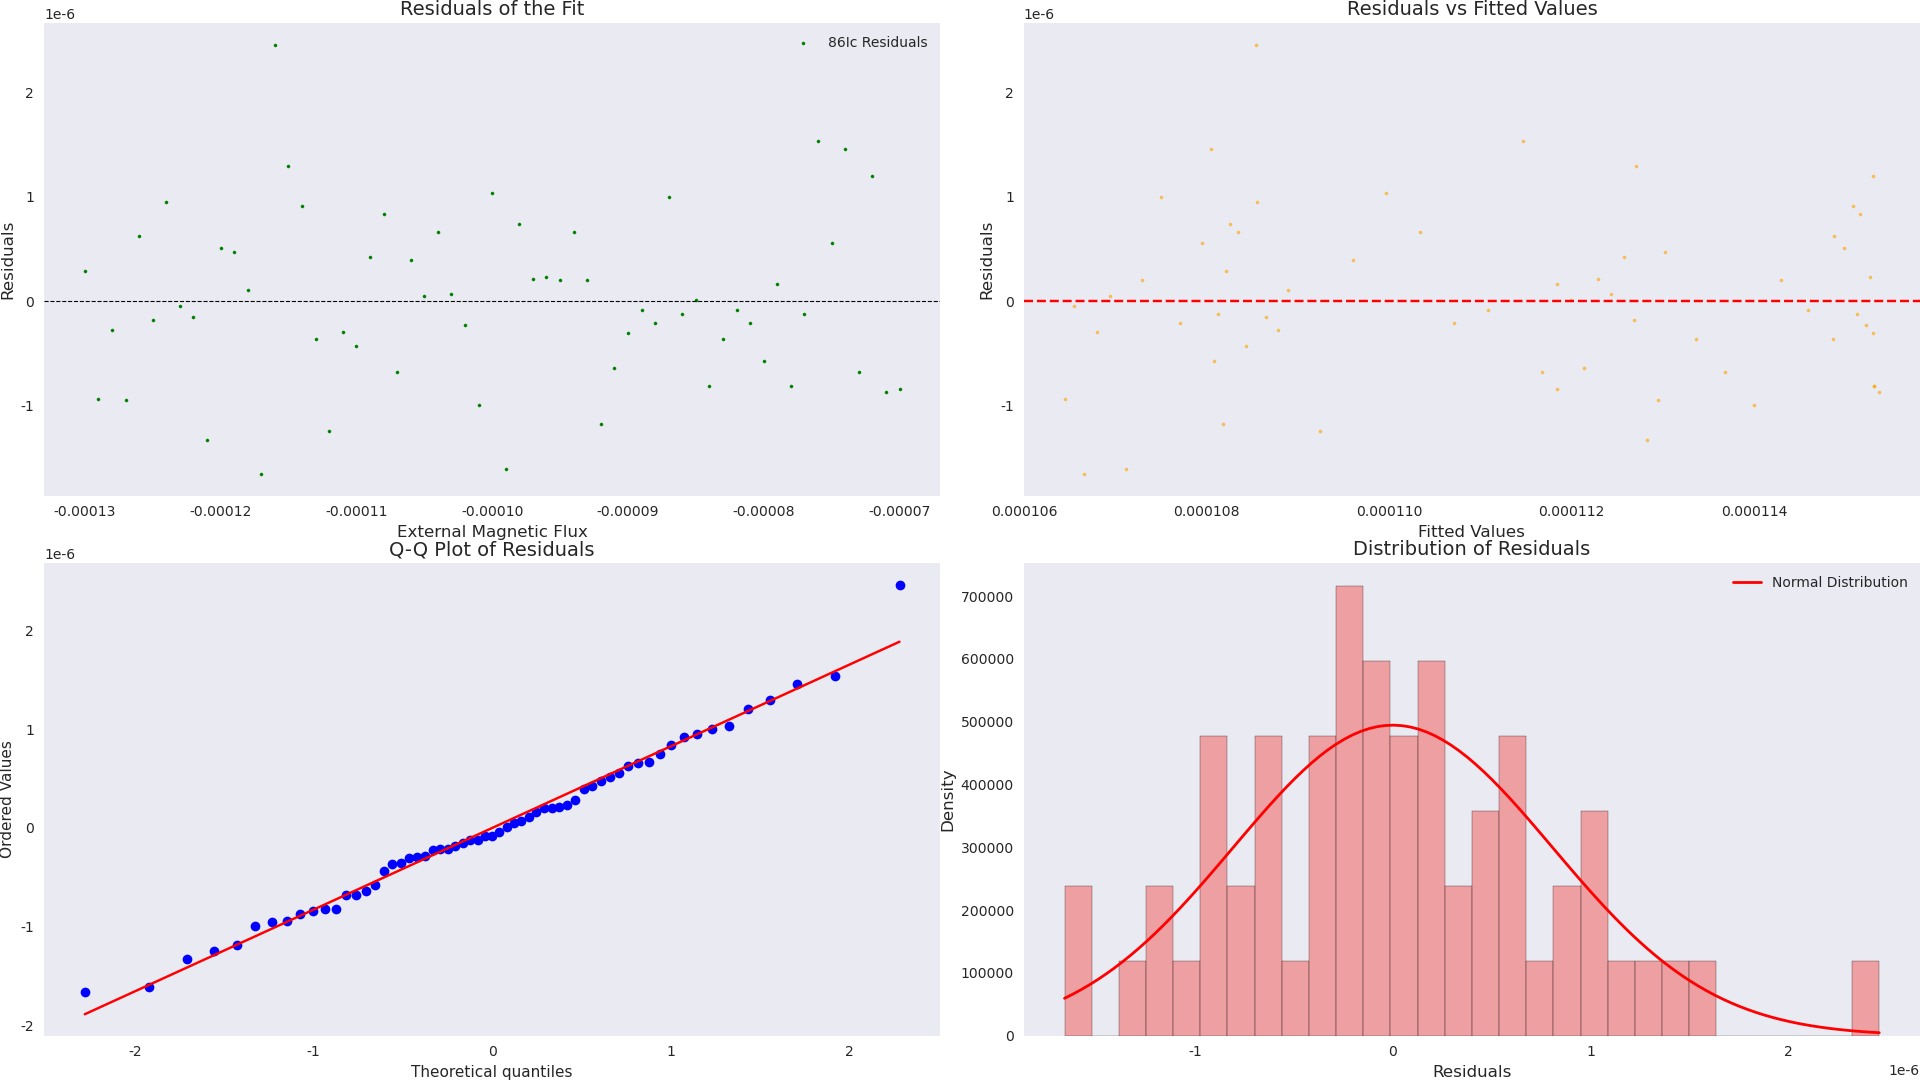 Residuals of the Fit
1e-6
86Ic Residuals
Residuals
2
1
0
-1
-0.00013 -0.00012 -0.00011 -0.00010 -0.00009 -0.00008 -0.00007
External Magnetic Flux
Residuals vs Fitted Values
1e-6
Residuals
2
1
0
-1
0.000106 0.000108 0.000110 0.000112 0.000114
Fitted Values
Q-Q Plot of Residuals
1e-6
Ordered Values
2
1
0
-1
-2
-2 -1 0 1 2
Theoretical quantiles
Distribution of Residuals
Normal Distribution
Density
700000
600000
500000
400000
300000
200000
100000
0
-1 0 1 2
Residuals
1e-6